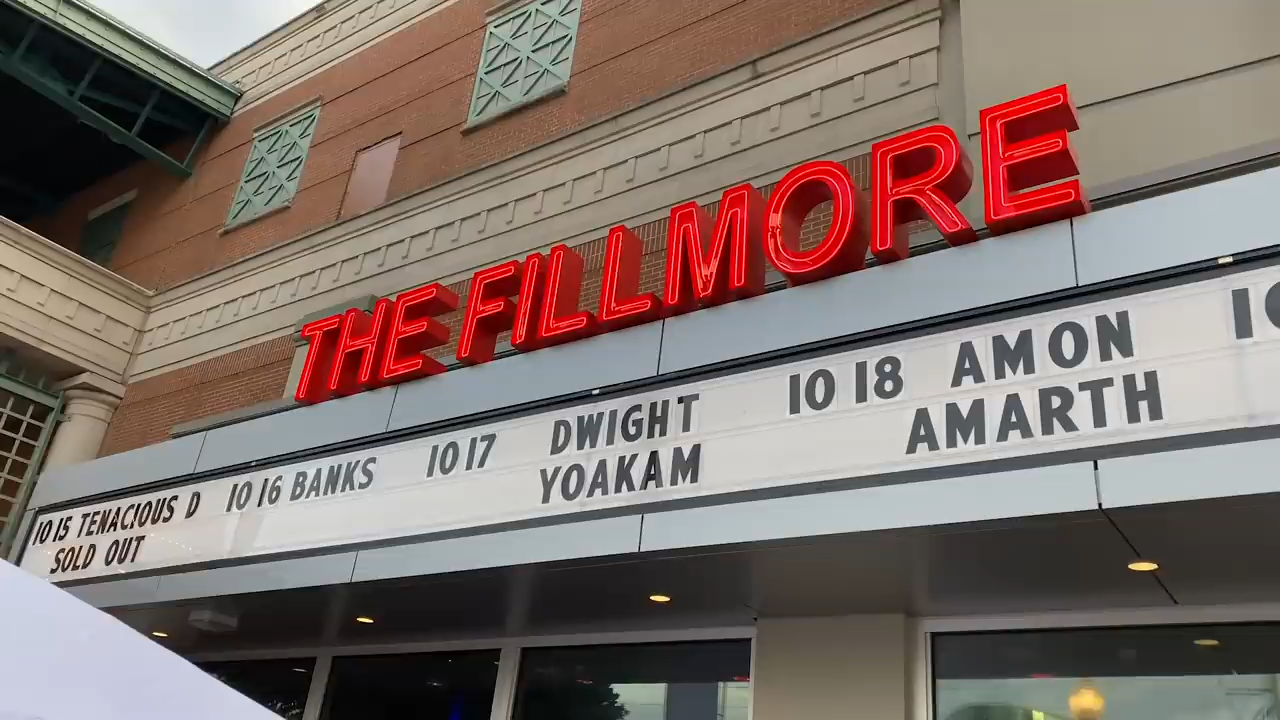 THE FILLMORE
10 15 TENACIOUS D
SOLD OUT
10 16 BANKS
10 17 DWIGHT
YOAKAM
10 18 AMON
AMARTH